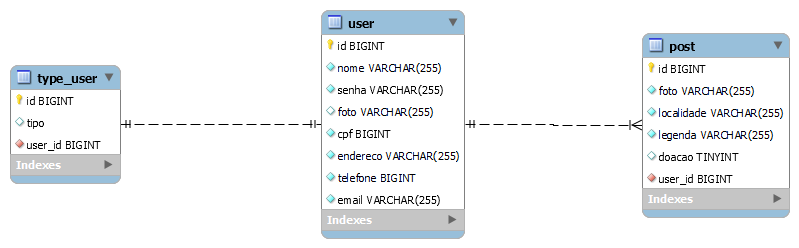 type_user
id BIGINT
tipo
user_id BIGINT
Indexes
user
id BIGINT
nome VARCHAR(255)
senha VARCHAR(255)
foto VARCHAR(255)
cpf BIGINT
endereco VARCHAR(255)
telefone BIGINT
email VARCHAR(255)
Indexes
post
id BIGINT
foto VARCHAR(255)
localidade VARCHAR(255)
legenda VARCHAR(255)
doacao TINYINT
user_id BIGINT
Indexes